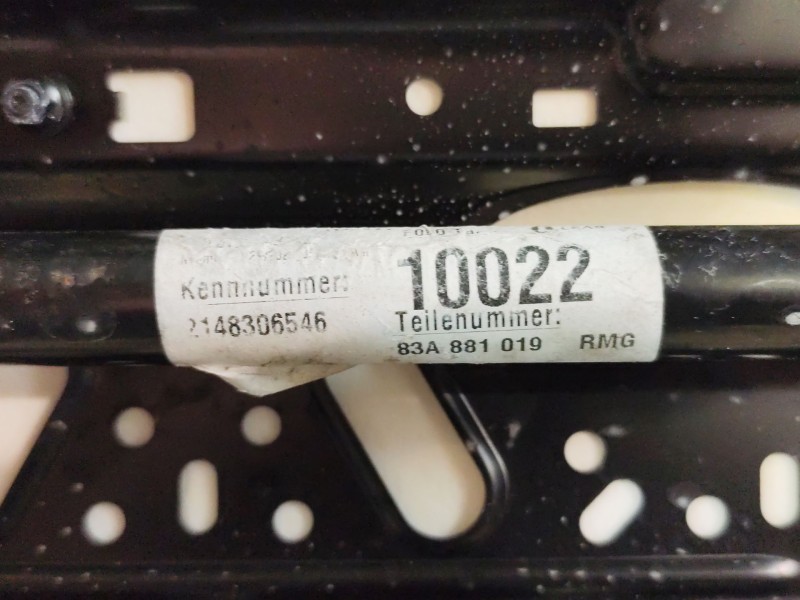 Kennnummer:
2148306546
10022
Teilenummer:
83A 881 019 RMG